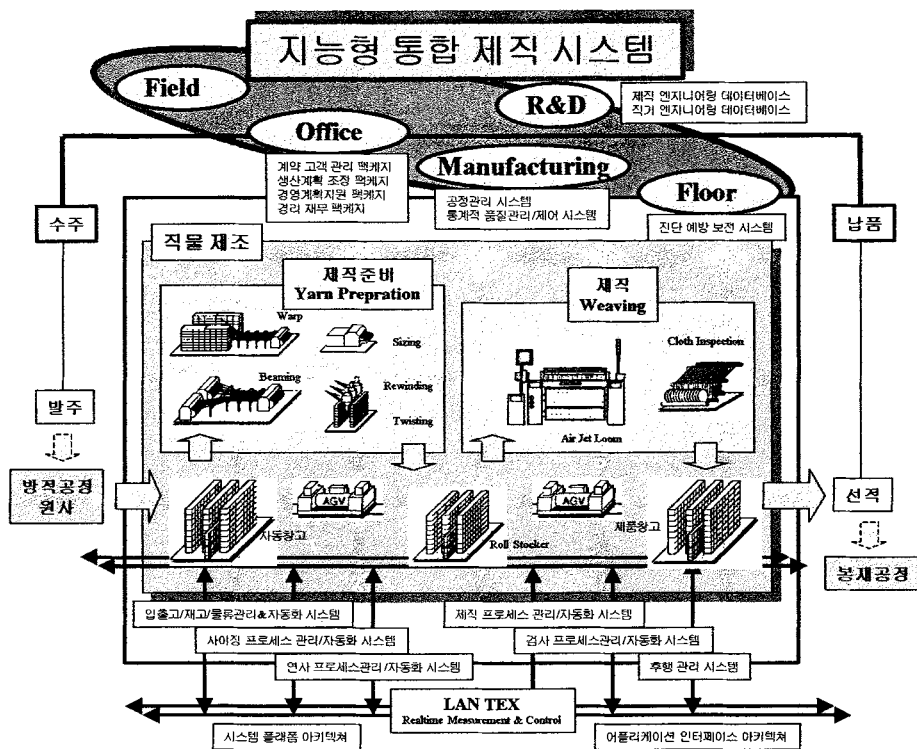 지능형 통합 제직 시스템
Field
R&D
제직 엔지니어링 데이타베이스
직기 엔지니어링 데이타베이스
Office
계약 고객 관리 팩케지
생산계획 조정 팩케지
경영계획지원 팩케지
경리 재무 팩케지
Manufacturing
공정관리 시스템
통계적 품질관리/제어 시스템
Floor
진단 예방 보전 시스템
수주
납품
직물 제조
제직준비
Yarn Prepration
제직
Weaving
Warp
Sizing
Beaming
Rewinding
Twisting
Cloth Inspection
Air Jet Loom
발주
방적공정
원사
선적
봉재공정
AGV
AGV
자동창고
Roll Stocker
제품창고
입출고/재고/물류관리&자동화 시스템
사이징 프로세스 관리/자동화 시스템
연사 프로세스관리/자동화 시스템
제직 프로세스 관리/자동화 시스템
검사 프로세스관리/자동화 시스템
후행 관리 시스템
LAN TEX
Realtime Measurement & Control
시스템 플래폼 아키텍쳐
어플리케이션 인터페이스 아키텍쳐